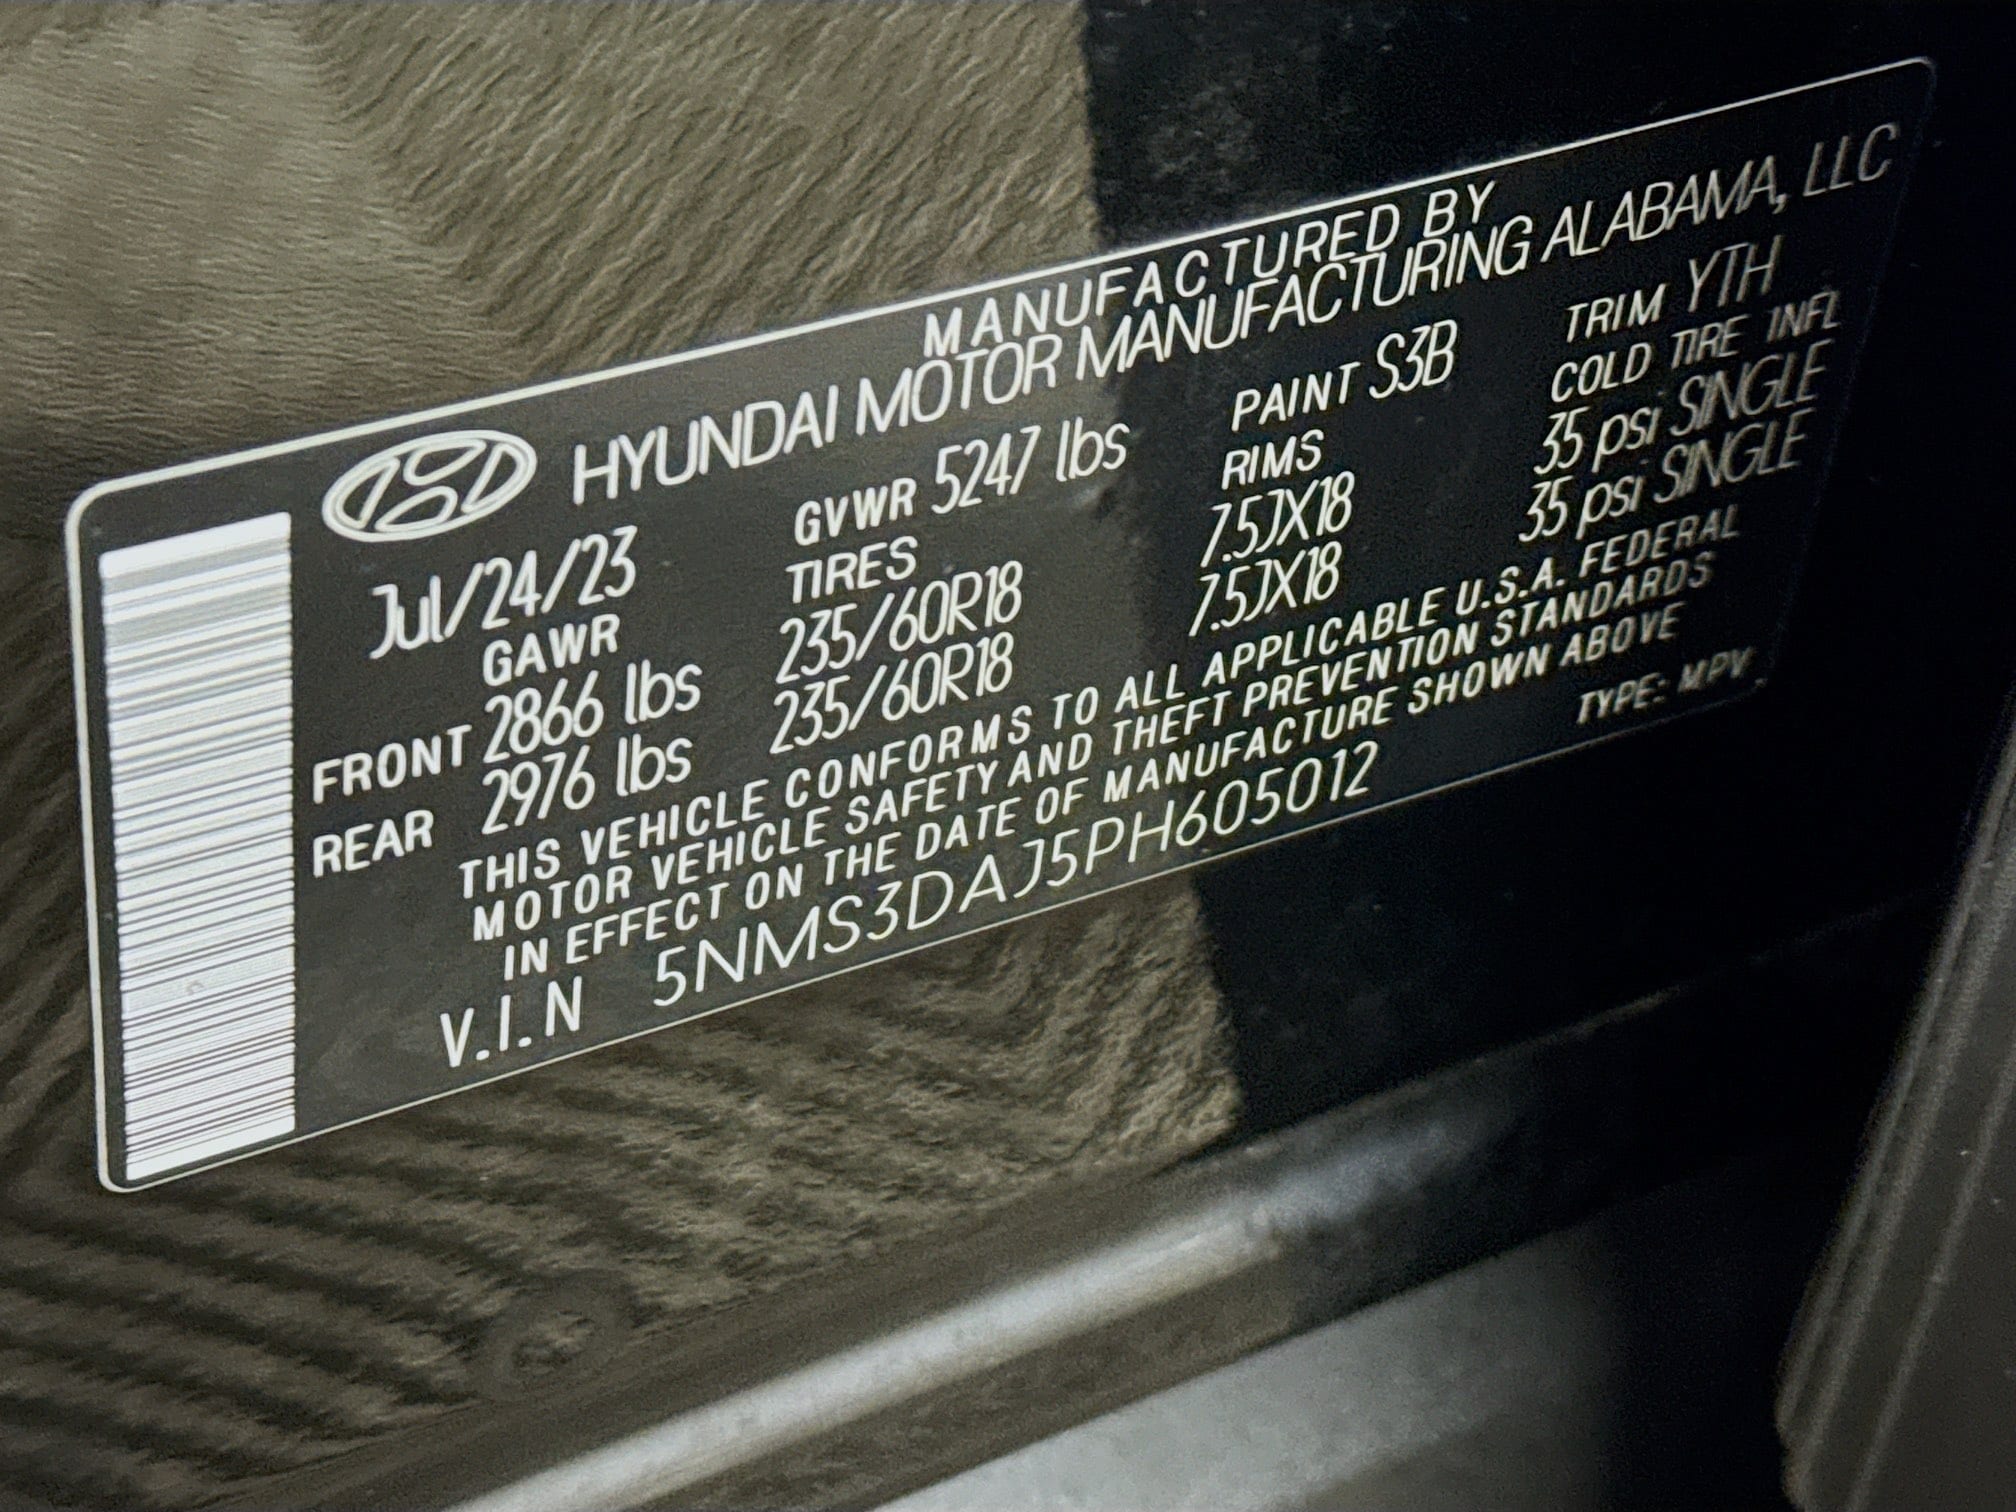 MANUFACTURED BY
HYUNDAI MOTOR MANUFACTURING ALABAMA, LLC
Jul/24/23 GVWR 5247 lbs PAINT S3B TRIM YTH
GAWR TIRES RIMS COLD TIRE INFL
FRONT 2866 lbs 235/60R18 7.5JX18 35 psi SINGLE
REAR 2976 lbs 235/60R18 7.5JX18 35 psi SINGLE
THIS VEHICLE CONFORMS TO ALL APPLICABLE U.S.A. FEDERAL
MOTOR VEHICLE SAFETY AND THEFT PREVENTION STANDARDS
IN EFFECT ON THE DATE OF MANUFACTURE SHOWN ABOVE
V.I.N 5NMS3DAJ5PH605012 TYPE: MPV